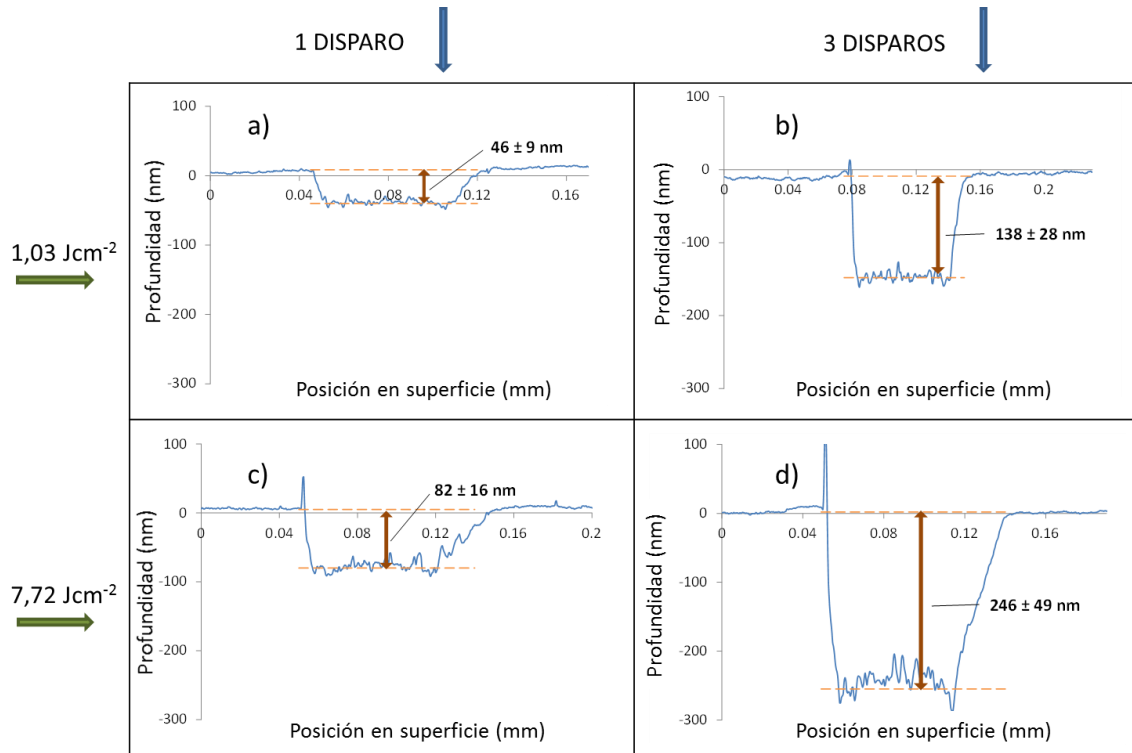 1 DISPARO
3 DISPAROS
1,03 Jcm⁻²
7,72 Jcm⁻²
a)
100
0
-100
-200
-300
0
0.04
0.08
0.12
0.16
46 ± 9 nm
Profundidad (nm)
Posición en superficie (mm)
b)
100
0
-100
-200
-300
0
0.04
0.08
0.12
0.16
0.2
138 ± 28 nm
Profundidad (nm)
Posición en superficie (mm)
c)
100
0
-100
-200
-300
0
0.04
0.08
0.12
0.16
0.2
82 ± 16 nm
Profundidad (nm)
Posición en superficie (mm)
d)
100
0
-100
-200
-300
0
0.04
0.08
0.12
0.16
246 ± 49 nm
Profundidad (nm)
Posición en superficie (mm)